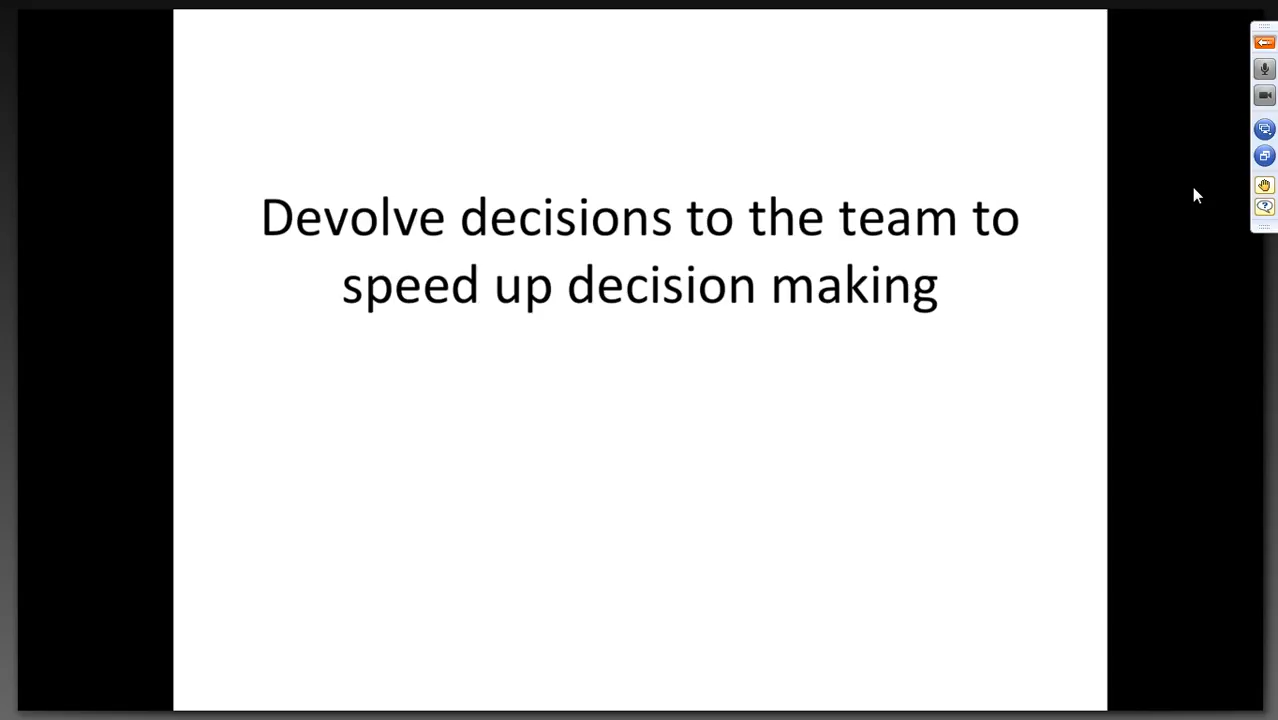 Devolve decisions to the team to
speed up decision making